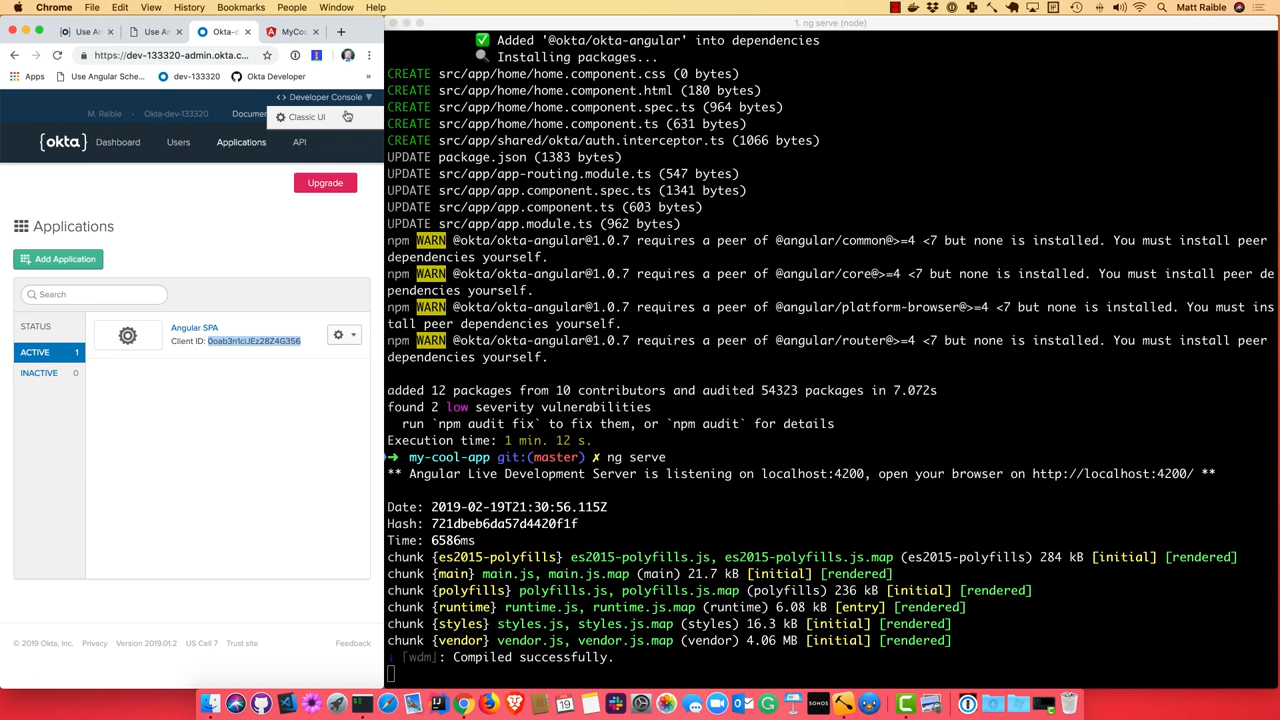 Chrome File Edit View History Bookmarks People Window Help
Matt Raible
Use An
Use An
Okta-d
MyCo
https://dev-133320-admin.okta.c...
Apps
Use Angular Sche...
dev-133320
Okta Developer
»
<> Developer Console
M. Raible
Okta-dev-133320
Documen
Classic UI
okta
Dashboard
Users
Applications
API
Upgrade
Applications
Add Application
Search
STATUS
ACTIVE 1
INACTIVE 0
Angular SPA
Client ID: 0oab3n1ciJEz28Z4G356
© 2019 Okta, Inc. Privacy Version 2019.01.2 US Cell 7 Trust site Feedback
1. ng serve (node)
Added '@okta/okta-angular' into dependencies
Installing packages...
CREATE src/app/home/home.component.css (0 bytes)
CREATE src/app/home/home.component.html (180 bytes)
CREATE src/app/home/home.component.spec.ts (964 bytes)
CREATE src/app/home/home.component.ts (631 bytes)
CREATE src/app/shared/okta/auth.interceptor.ts (1066 bytes)
UPDATE package.json (1383 bytes)
UPDATE src/app/app-routing.module.ts (547 bytes)
UPDATE src/app/app.component.spec.ts (1341 bytes)
UPDATE src/app/app.component.ts (603 bytes)
UPDATE src/app/app.module.ts (962 bytes)
npm WARN @okta/okta-angular@1.0.7 requires a peer of @angular/common@>=4 <7 but none is installed. You must install peer
dependencies yourself.
npm WARN @okta/okta-angular@1.0.7 requires a peer of @angular/core@>=4 <7 but none is installed. You must install peer de
pendencies yourself.
npm WARN @okta/okta-angular@1.0.7 requires a peer of @angular/platform-browser@>=4 <7 but none is installed. You must ins
tall peer dependencies yourself.
npm WARN @okta/okta-angular@1.0.7 requires a peer of @angular/router@>=4 <7 but none is installed. You must install peer
dependencies yourself.
added 12 packages from 10 contributors and audited 54323 packages in 7.072s
found 2 low severity vulnerabilities
run `npm audit fix` to fix them, or `npm audit` for details
Execution time: 1 min. 12 s.
➜ my-cool-app git:(master) ✗ ng serve
** Angular Live Development Server is listening on localhost:4200, open your browser on http://localhost:4200/ **
Date: 2019-02-19T21:30:56.115Z
Hash: 721dbeb6da57d4420f1f
Time: 6586ms
chunk {es2015-polyfills} es2015-polyfills.js, es2015-polyfills.js.map (es2015-polyfills) 284 kB [initial] [rendered]
chunk {main} main.js, main.js.map (main) 21.7 kB [initial] [rendered]
chunk {polyfills} polyfills.js, polyfills.js.map (polyfills) 236 kB [initial] [rendered]
chunk {runtime} runtime.js, runtime.js.map (runtime) 6.08 kB [entry] [rendered]
chunk {styles} styles.js, styles.js.map (styles) 16.3 kB [initial] [rendered]
chunk {vendor} vendor.js, vendor.js.map (vendor) 4.06 MB [initial] [rendered]
ℹ ｢wdm｣: Compiled successfully.
19
SONOS